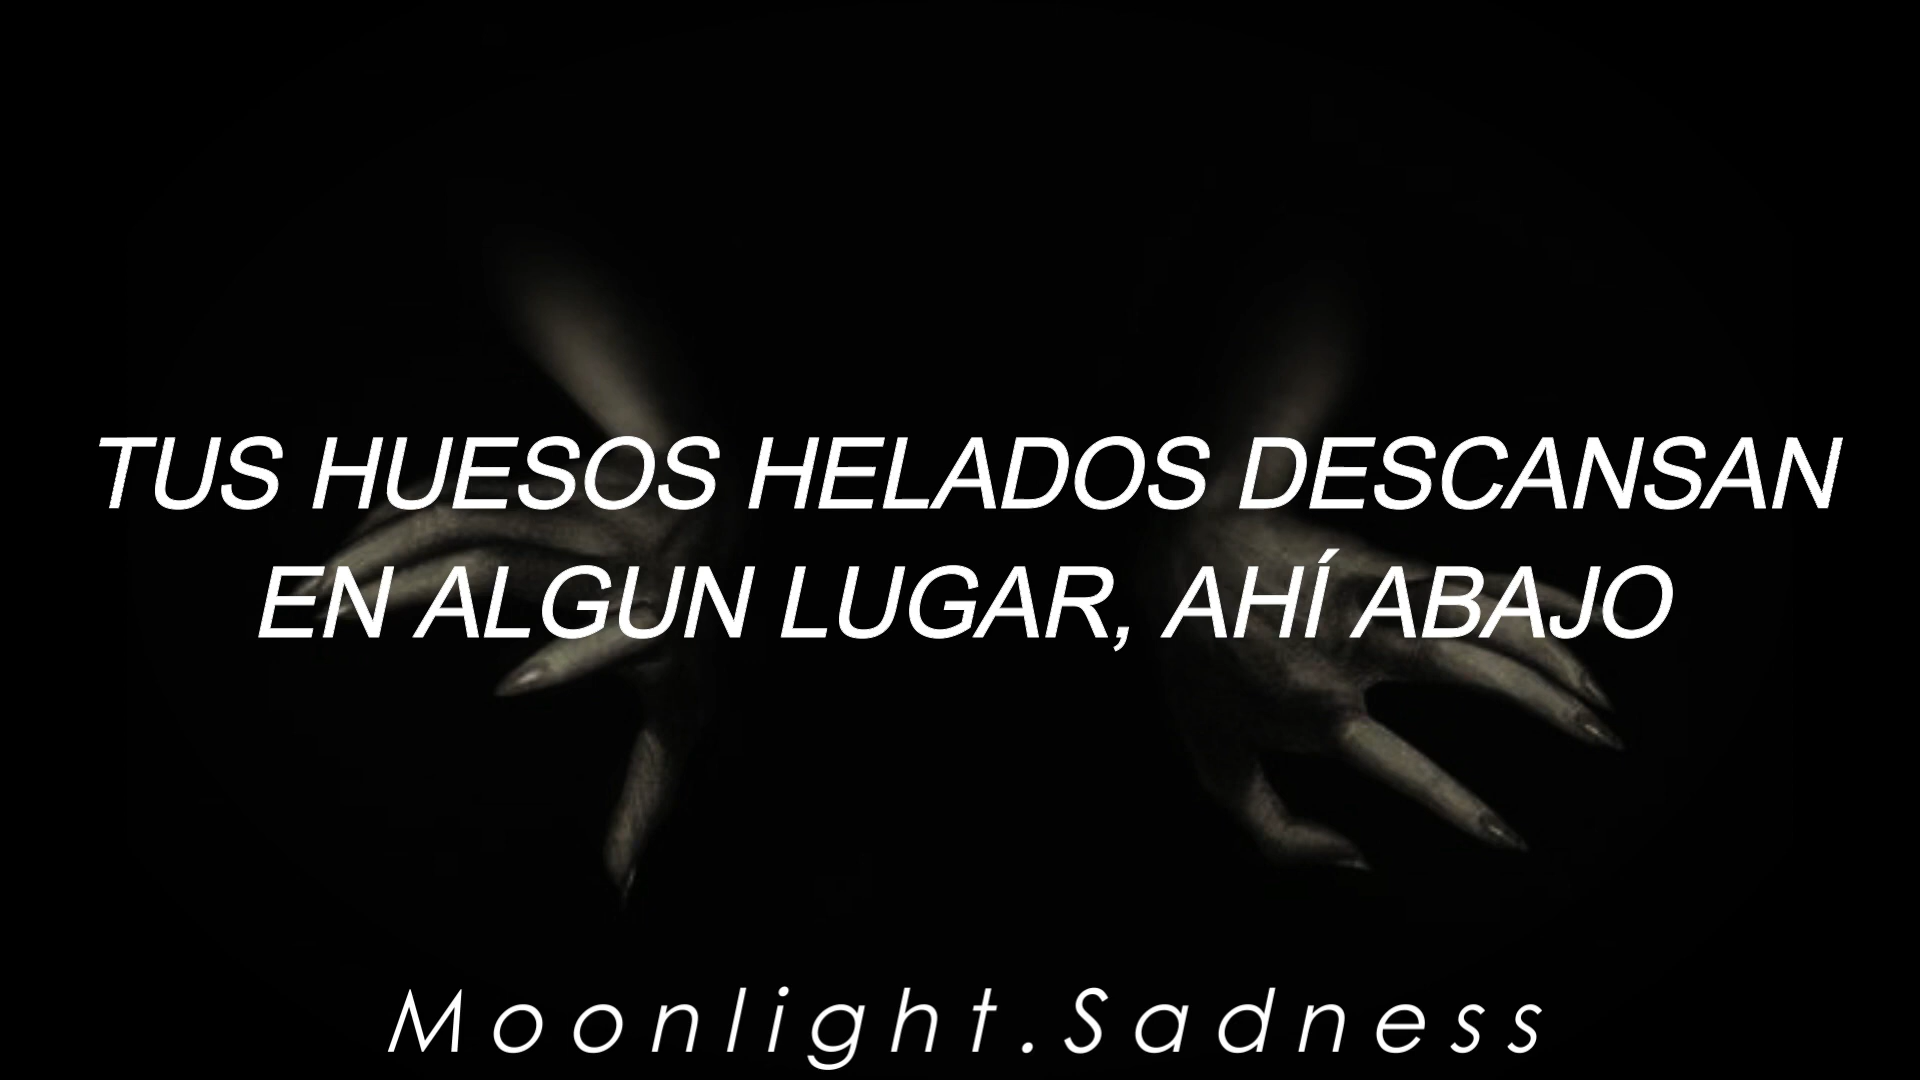 TUS HUESOS HELADOS DESCANSAN
EN ALGUN LUGAR, AHÍ ABAJO
Moonlight.Sadness